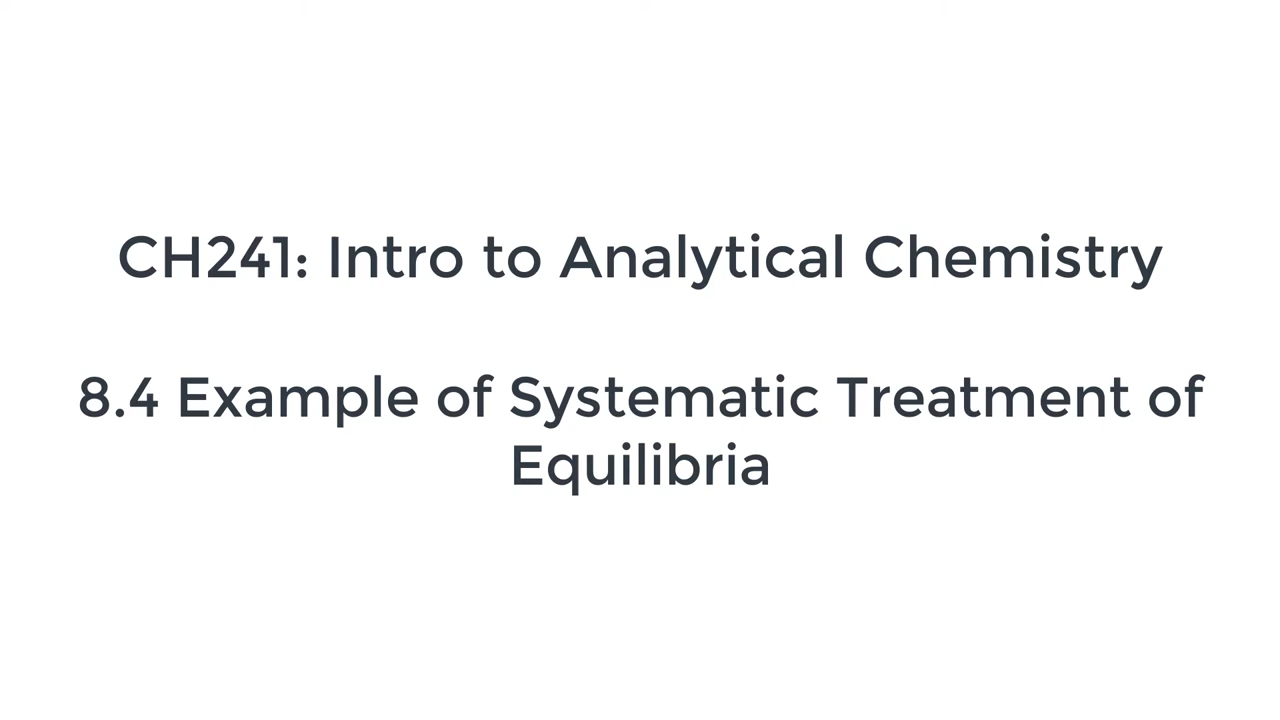 CH241: Intro to Analytical Chemistry
8.4 Example of Systematic Treatment of
Equilibria